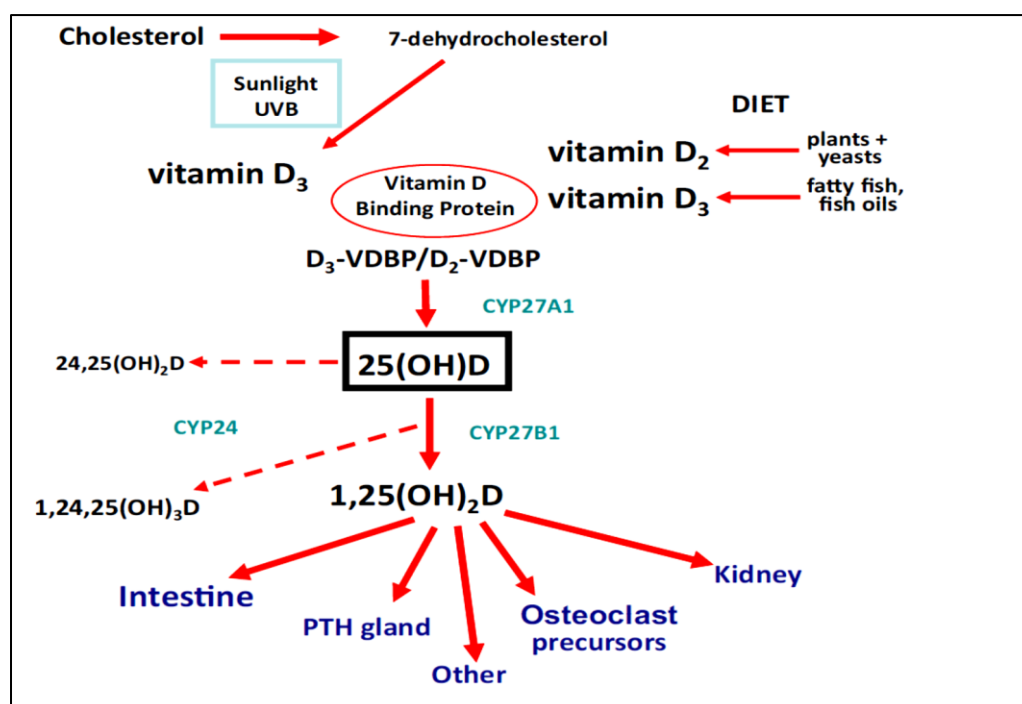 Cholesterol
7-dehydrocholesterol
Sunlight
UVB
DIET
vitamin D₃
vitamin D₂
plants +
yeasts
Vitamin D
Binding Protein
vitamin D₃
fatty fish,
fish oils
D₃-VDBP/D₂-VDBP
CYP27A1
24,25(OH)₂D
25(OH)D
CYP24
CYP27B1
1,24,25(OH)₃D
1,25(OH)₂D
Intestine
PTH gland
Other
Osteoclast
precursors
Kidney